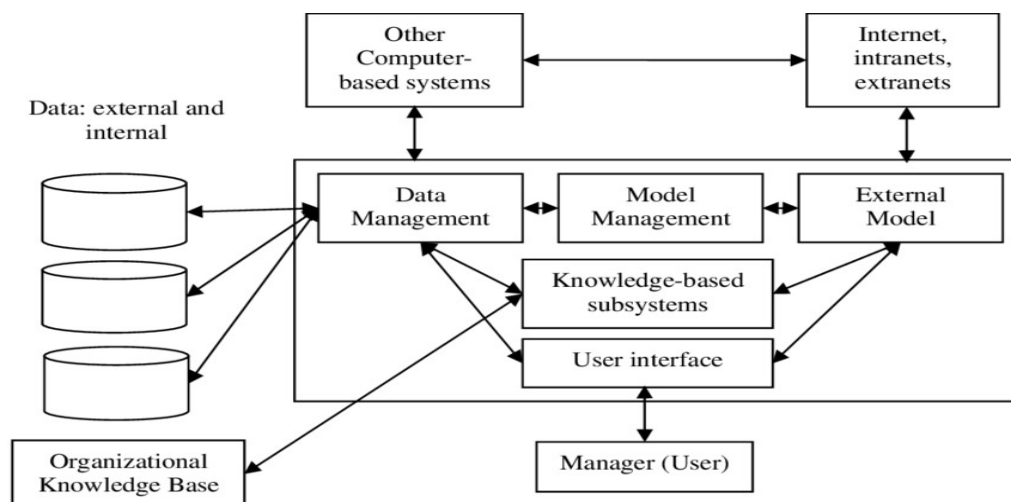 Other
Computer-
based systems
Internet,
intranets,
extranets
Data: external and
internal
Data
Management
Model
Management
External
Model
Knowledge-based
subsystems
User interface
Organizational
Knowledge Base
Manager (User)